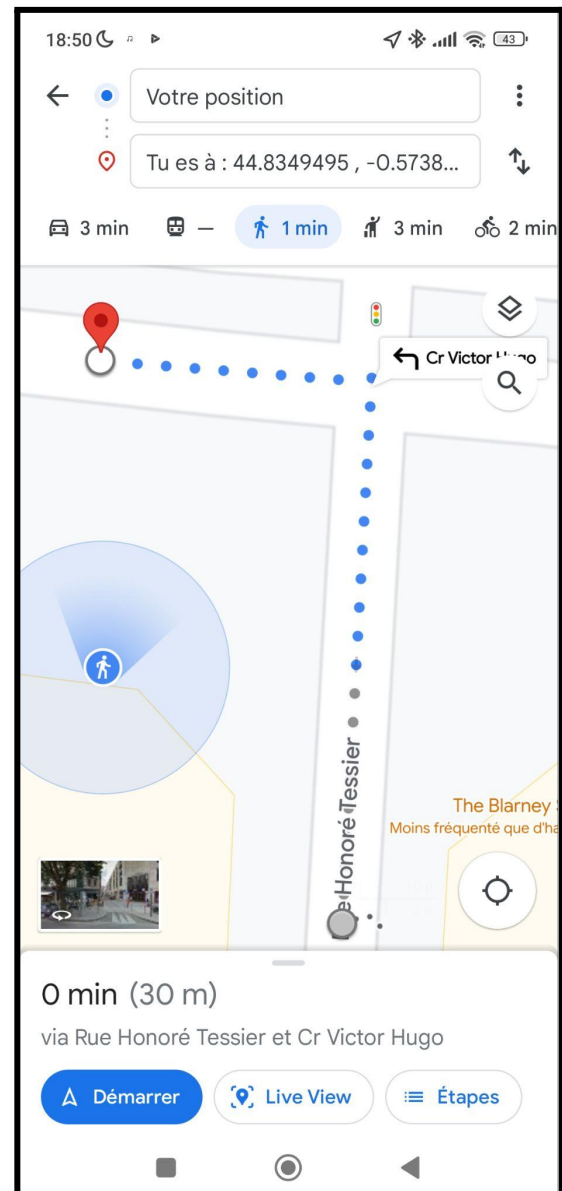 18:50
43
Votre position
Tu es à : 44.8349495 , -0.5738...
3 min
—
1 min
3 min
2 min
Cr Victor Hugo
Honoré Tessier
The Blarney
Moins fréquenté que d'ha
0 min (30 m)
via Rue Honoré Tessier et Cr Victor Hugo
Démarrer
Live View
Étapes